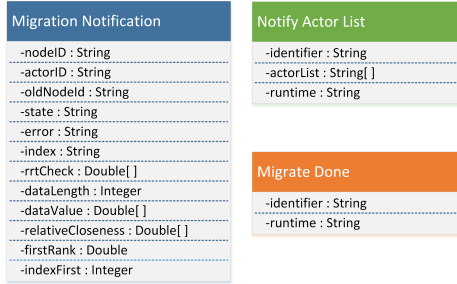 Migration Notification
-nodeID : String
-actorID : String
-oldNodeId : String
-state : String
-error : String
-index : String
-rrtCheck : Double[ ]
-dataLength : Integer
-dataValue : Double[ ]
-relativeCloseness : Double[ ]
-firstRank : Double
-indexFirst : Integer
Notify Actor List
-identifier : String
-actorList : String[ ]
-runtime : String
Migrate Done
-identifier : String
-runtime : String